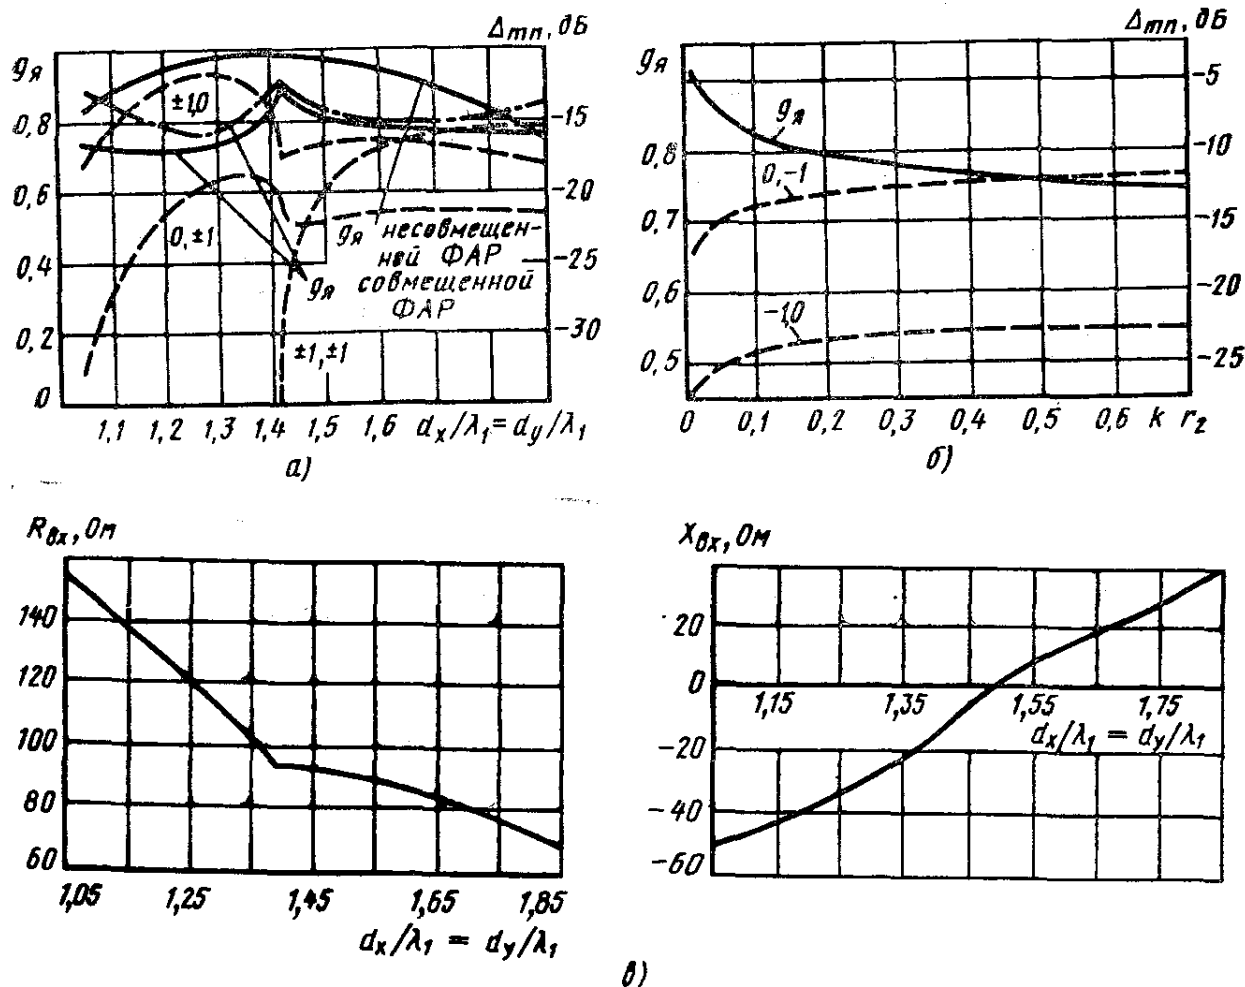 gя
Δmn, дБ
0,8
0,6
0,4
0,2
0
±1,0
0,±1
±1,±1
gя несовмещен-
ней ФАР
gя совмещенной
ФАР
-15
-20
-25
-30
1,1 1,2 1,3 1,4 1,5 1,6 dx/λ1=dy/λ1
а)
gя
Δmn, дБ
0,8
0,7
0,6
0,5
gя
0,-1
-1,0
-5
-10
-15
-20
-25
0 0,1 0,2 0,3 0,4 0,5 0,6 k r2
б)
Rвх, Ом
140
120
100
80
60
1,05 1,25 1,45 1,65 1,85
dx/λ1 = dy/λ1
Xвх, Ом
20
0
-20
-40
-60
1,15 1,35 1,55 1,75
dx/λ1 = dy/λ1
в)